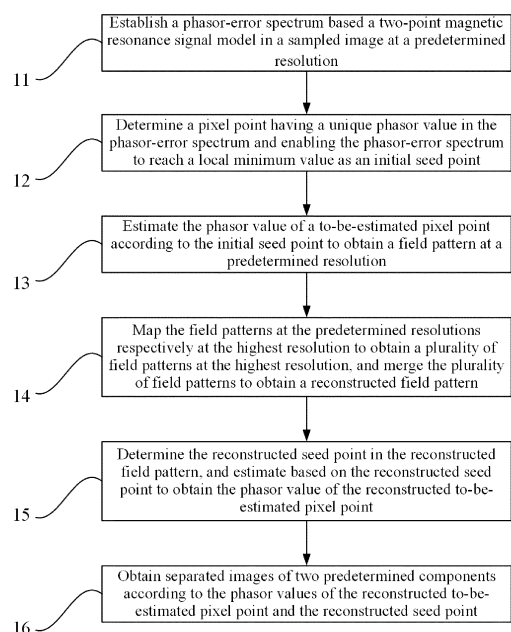 Establish a phasor-error spectrum based a two-point magnetic
resonance signal model in a sampled image at a predetermined
resolution
11
Determine a pixel point having a unique phasor value in the
phasor-error spectrum and enabling the phasor-error spectrum
to reach a local minimum value as an initial seed point
12
Estimate the phasor value of a to-be-estimated pixel point
according to the initial seed point to obtain a field pattern at a
predetermined resolution
13
Map the field patterns at the predetermined resolutions
respectively at the highest resolution to obtain a plurality of
field patterns at the highest resolution, and merge the plurality
of field patterns to obtain a reconstructed field pattern
14
Determine the reconstructed seed point in the reconstructed
field pattern, and estimate based on the reconstructed seed
point to obtain the phasor value of the reconstructed to-be-
estimated pixel point
15
Obtain separated images of two predetermined components
according to the phasor values of the reconstructed to-be-
estimated pixel point and the reconstructed seed point
16